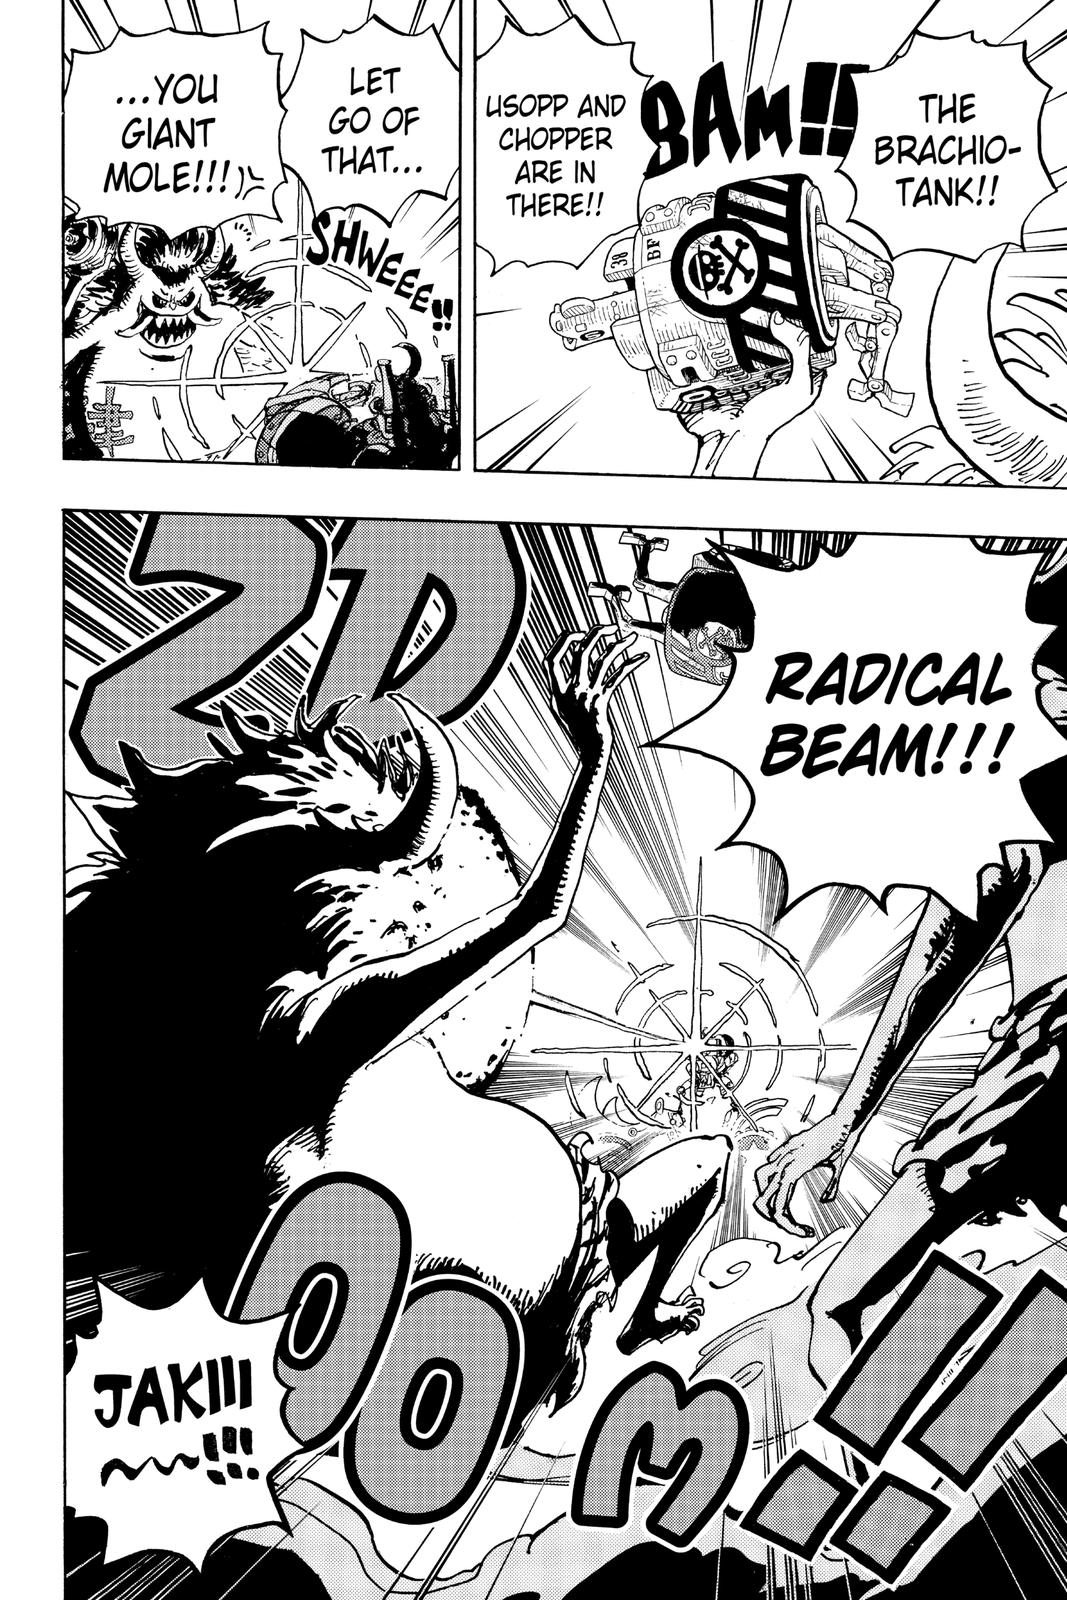 THE
BRACHIO-
TANK!!
BAM!!
USOPP AND
CHOPPER
ARE IN
THERE!!
38
BF
LET
GO OF
THAT...
...YOU
GIANT
MOLE!!!
SHWEEE!!
RADICAL
BEAM!!!
ZDOOOM!!
JAKIII
~~!!!